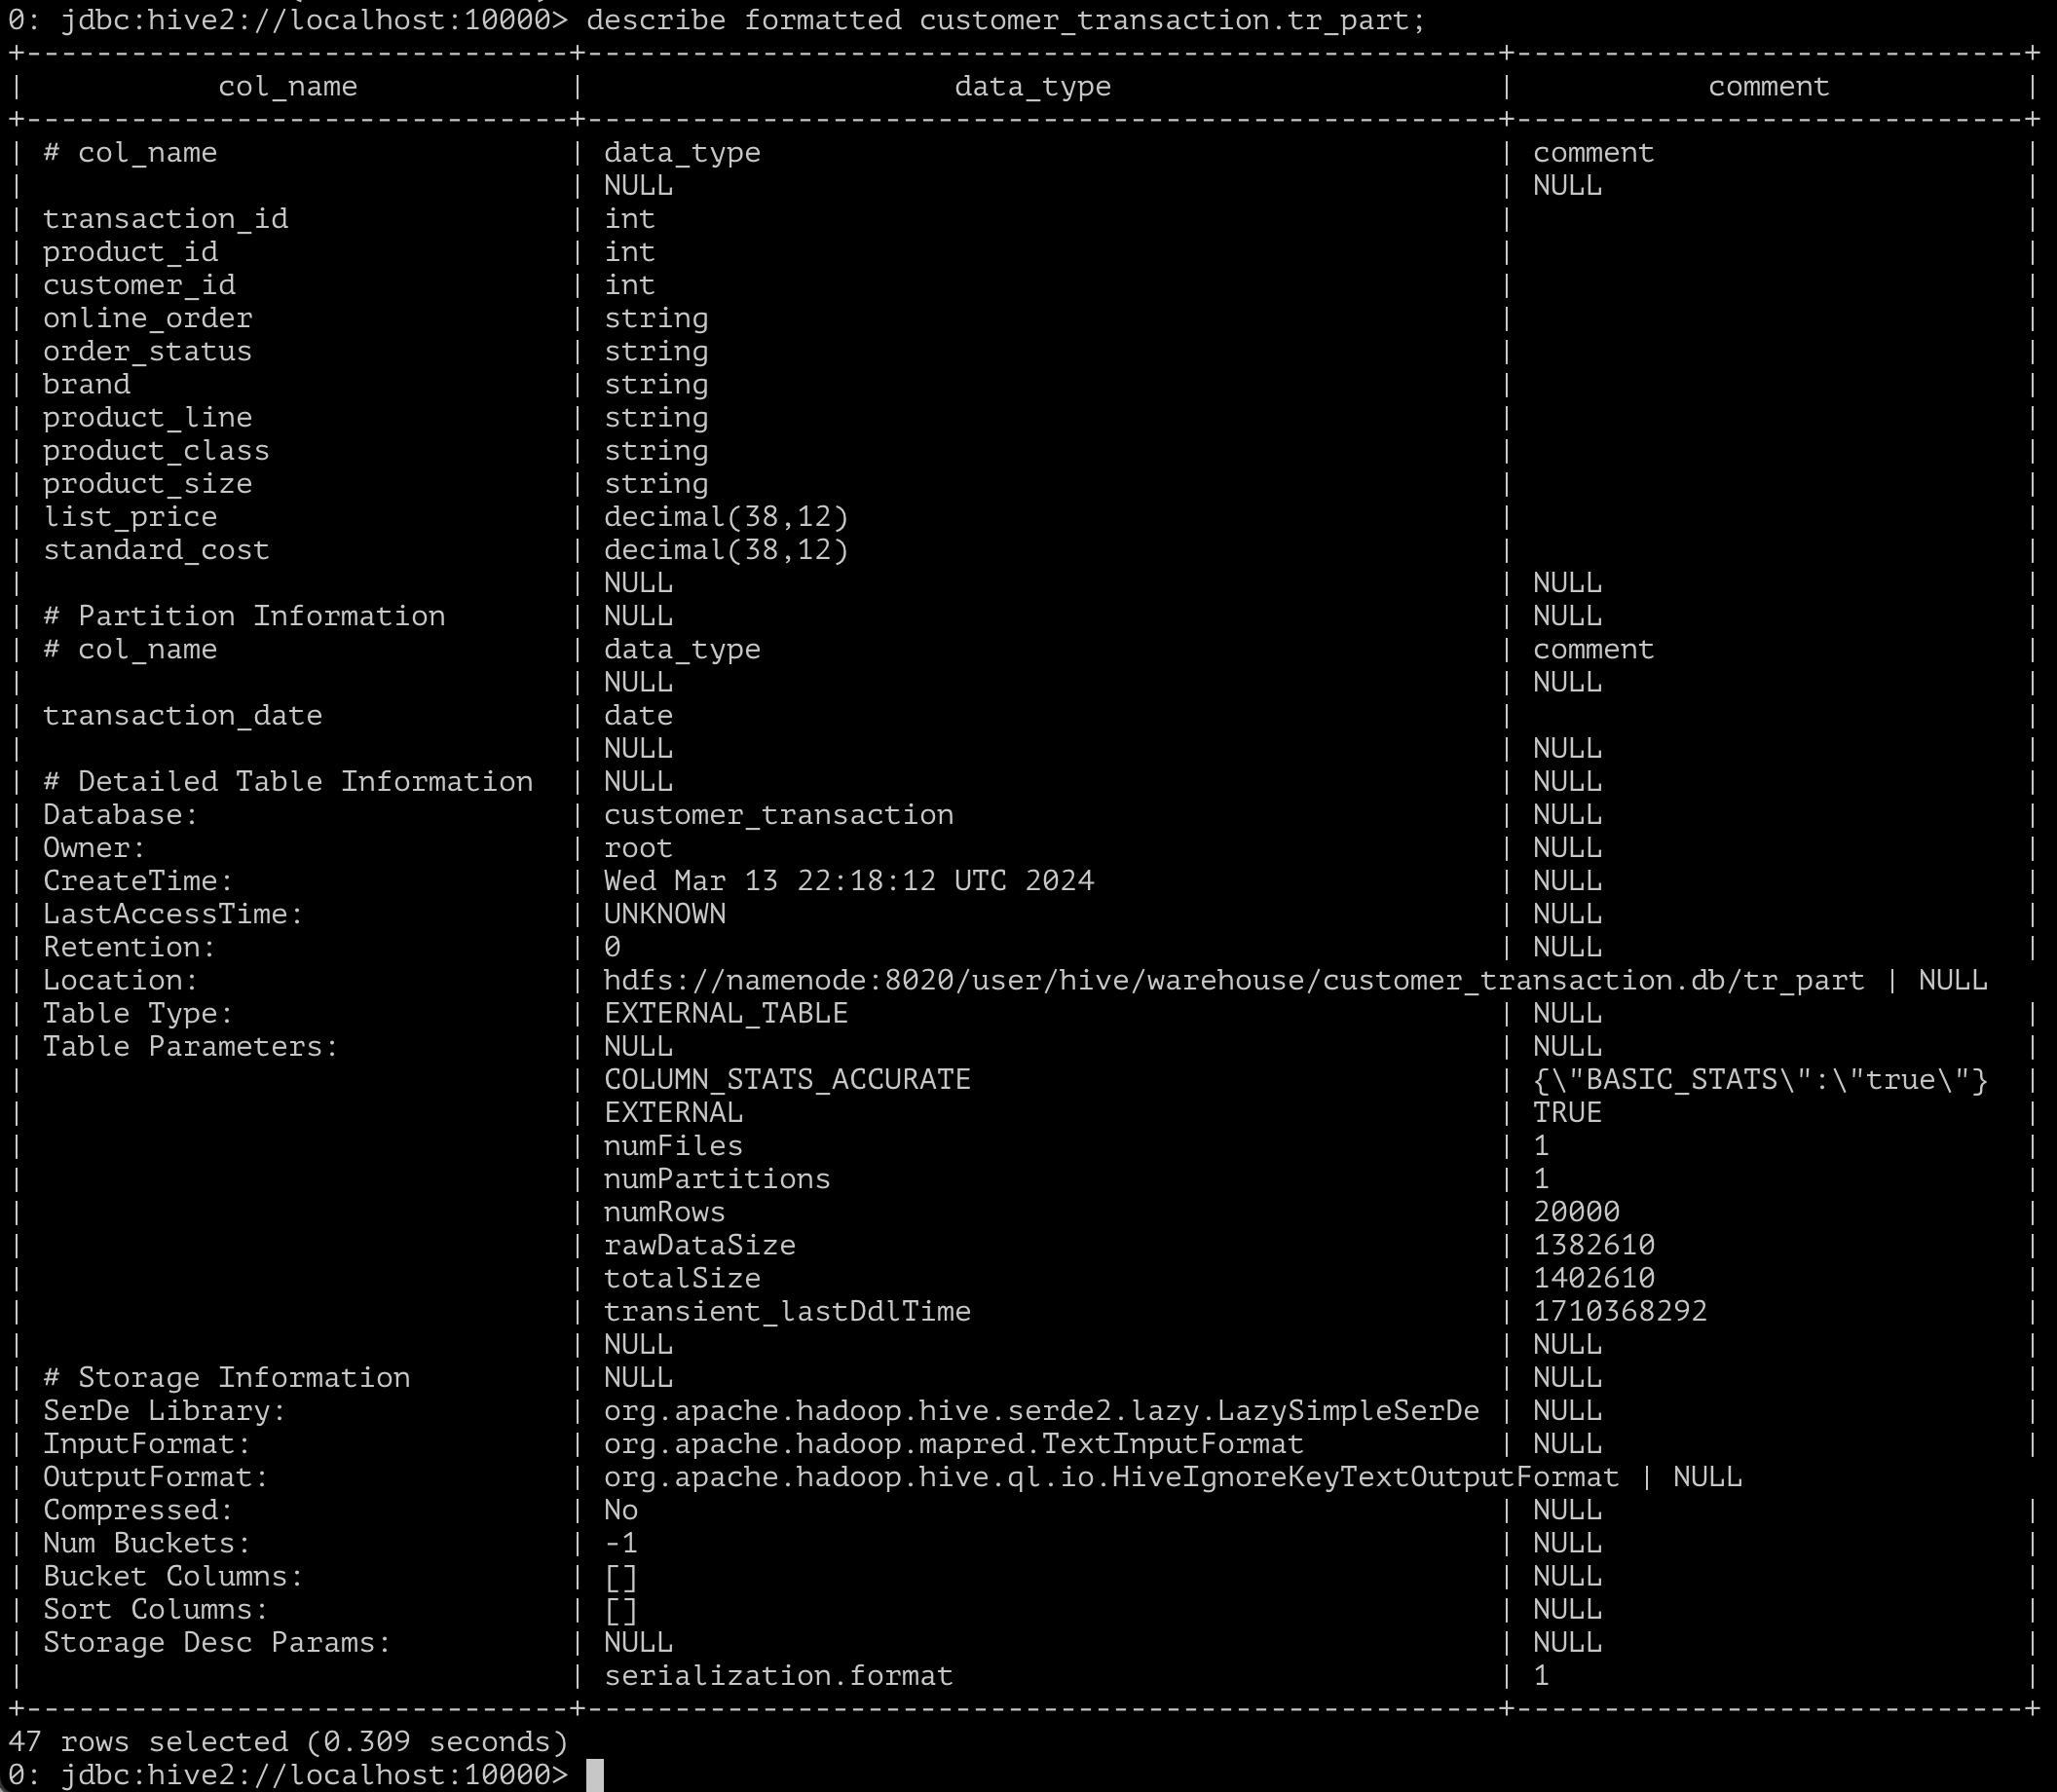 0: jdbc:hive2://localhost:10000> describe formatted customer_transaction.tr_part;
+-------------------------------+----------------------------------------------------+-----------------------------+
| col_name | data_type | comment |
+-------------------------------+----------------------------------------------------+-----------------------------+
| # col_name | data_type | comment |
| | NULL | NULL |
| transaction_id | int | |
| product_id | int | |
| customer_id | int | |
| online_order | string | |
| order_status | string | |
| brand | string | |
| product_line | string | |
| product_class | string | |
| product_size | string | |
| list_price | decimal(38,12) | |
| standard_cost | decimal(38,12) | |
| | NULL | NULL |
| # Partition Information | NULL | NULL |
| # col_name | data_type | comment |
| | NULL | NULL |
| transaction_date | date | |
| | NULL | NULL |
| # Detailed Table Information | NULL | NULL |
| Database: | customer_transaction | NULL |
| Owner: | root | NULL |
| CreateTime: | Wed Mar 13 22:18:12 UTC 2024 | NULL |
| LastAccessTime: | UNKNOWN | NULL |
| Retention: | 0 | NULL |
| Location: | hdfs://namenode:8020/user/hive/warehouse/customer_transaction.db/tr_part | NULL
| Table Type: | EXTERNAL_TABLE | NULL |
| Table Parameters: | NULL | NULL |
| | COLUMN_STATS_ACCURATE | {\"BASIC_STATS\":\"true\"} |
| | EXTERNAL | TRUE |
| | numFiles | 1 |
| | numPartitions | 1 |
| | numRows | 20000 |
| | rawDataSize | 1382610 |
| | totalSize | 1402610 |
| | transient_lastDdlTime | 1710368292 |
| | NULL | NULL |
| # Storage Information | NULL | NULL |
| SerDe Library: | org.apache.hadoop.hive.serde2.lazy.LazySimpleSerDe | NULL |
| InputFormat: | org.apache.hadoop.mapred.TextInputFormat | NULL |
| OutputFormat: | org.apache.hadoop.hive.ql.io.HiveIgnoreKeyTextOutputFormat | NULL
| Compressed: | No | NULL |
| Num Buckets: | -1 | NULL |
| Bucket Columns: | [] | NULL |
| Sort Columns: | [] | NULL |
| Storage Desc Params: | NULL | NULL |
| | serialization.format | 1 |
+-------------------------------+----------------------------------------------------+-----------------------------+
47 rows selected (0.309 seconds)
0: jdbc:hive2://localhost:10000>